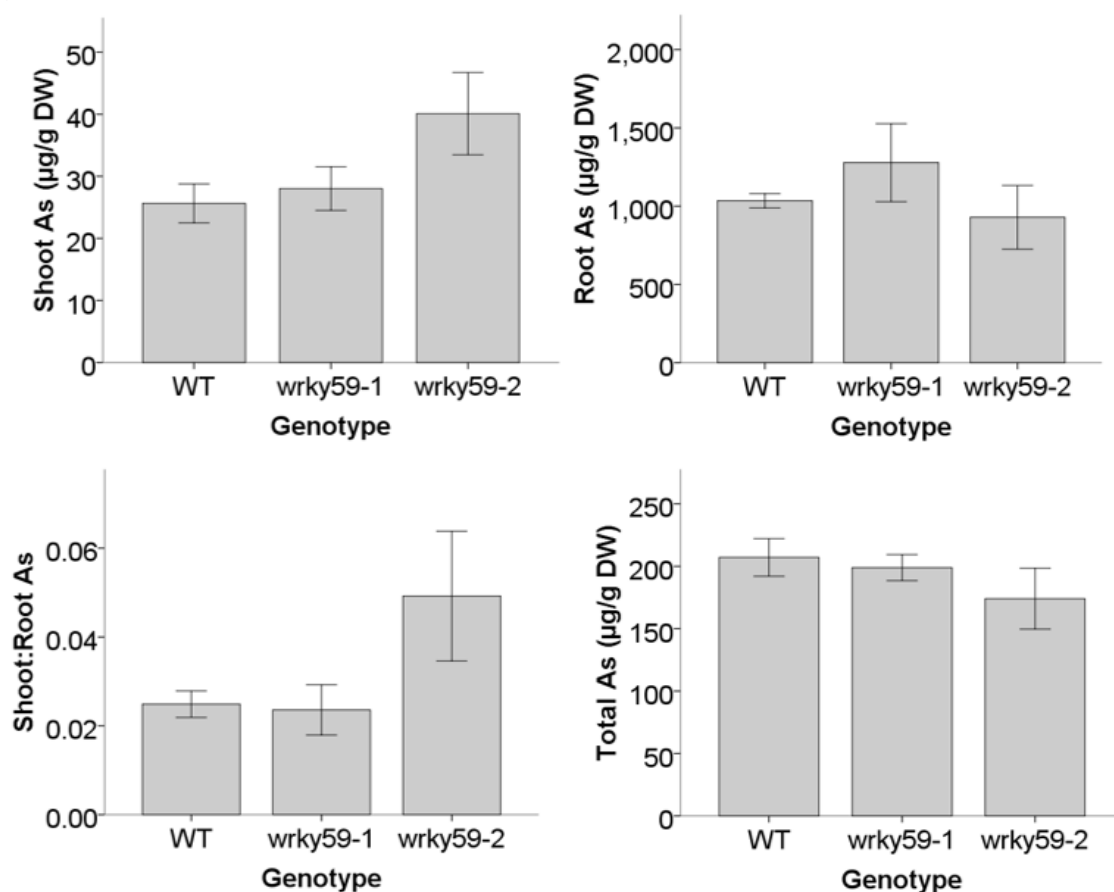 Shoot As (µg/g DW)
50
40
30
20
10
0
WT wrky59-1 wrky59-2
Genotype
Root As (µg/g DW)
2,000
1,500
1,000
500
0
WT wrky59-1 wrky59-2
Genotype
Shoot:Root As
0.06
0.04
0.02
0.00
WT wrky59-1 wrky59-2
Genotype
Total As (µg/g DW)
250
200
150
100
50
0
WT wrky59-1 wrky59-2
Genotype